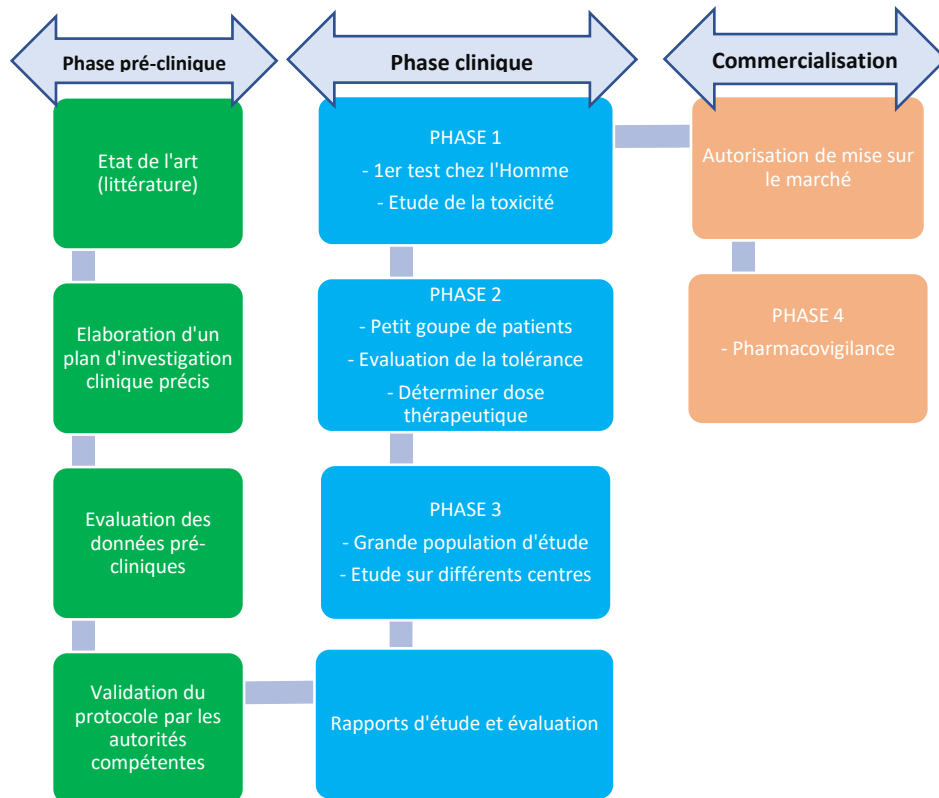 Phase pré-clinique
Phase clinique
Commercialisation
Etat de l'art
(littérature)
Elaboration d'un
plan d'investigation
clinique précis
Evaluation des
données pré-
cliniques
Validation du
protocole par les
autorités
compétentes
PHASE 1
- 1er test chez l'Homme
- Etude de la toxicité
PHASE 2
- Petit goupe de patients
- Evaluation de la tolérance
- Déterminer dose
thérapeutique
PHASE 3
- Grande population d'étude
- Etude sur différents centres
Rapports d'étude et évaluation
Autorisation de mise sur
le marché
PHASE 4
- Pharmacovigilance